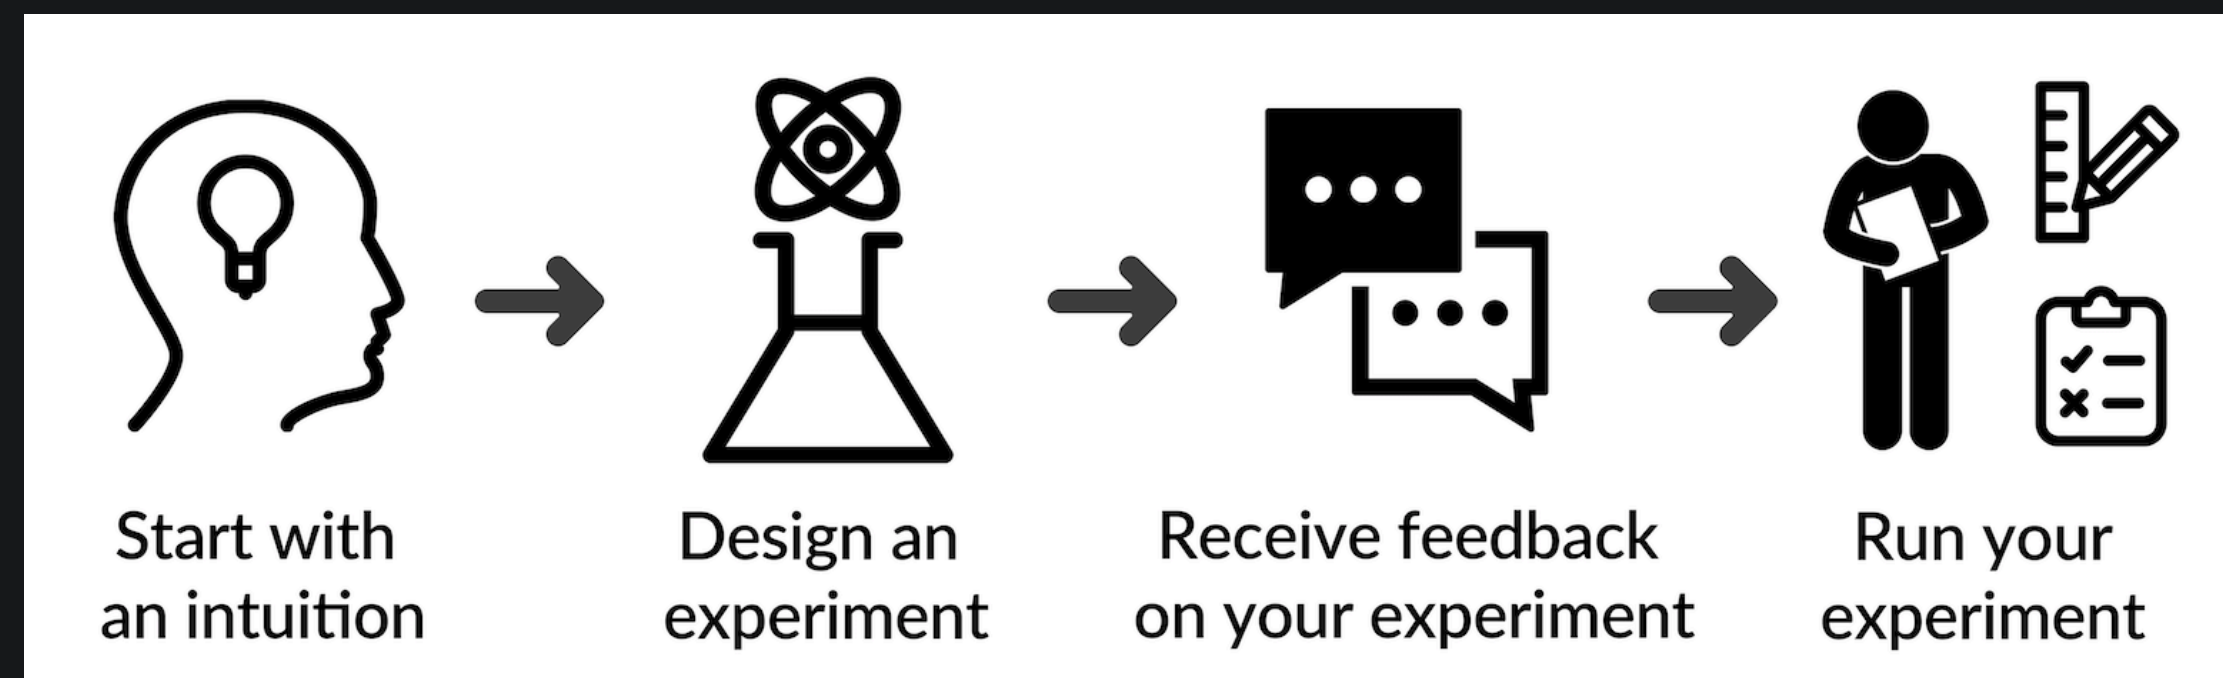 Start with
an intuition
Design an
experiment
Receive feedback
on your experiment
Run your
experiment